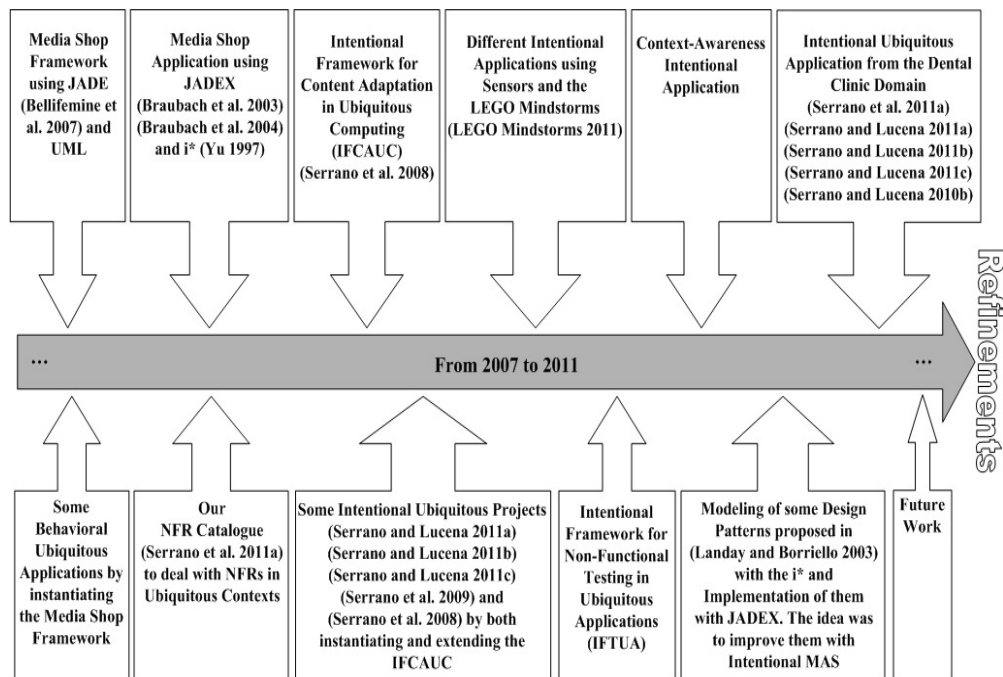 Media Shop
Framework
using JADE
(Bellifemine et
al. 2007) and
UML
Media Shop
Application using
JADEX
(Braubach et al. 2003)
(Braubach et al. 2004)
and i* (Yu 1997)
Intentional
Framework for
Content Adaptation
in Ubiquitous
Computing
(IFCAUC)
(Serrano et al. 2008)
Different Intentional
Applications using
Sensors and the
LEGO Mindstorms
(LEGO Mindstorms 2011)
Context-Awareness
Intentional
Application
Intentional Ubiquitous
Application from the Dental
Clinic Domain
(Serrano et al. 2011a)
(Serrano and Lucena 2011a)
(Serrano and Lucena 2011b)
(Serrano and Lucena 2011c)
(Serrano and Lucena 2010b)
... From 2007 to 2011 ...
Refinements
Some
Behavioral
Ubiquitous
Applications by
instantiating
the Media Shop
Framework
Our
NFR Catalogue
(Serrano et al. 2011a)
to deal with NFRs in
Ubiquitous Contexts
Some Intentional Ubiquitous Projects
(Serrano and Lucena 2011a)
(Serrano and Lucena 2011b)
(Serrano and Lucena 2011c)
(Serrano et al. 2009) and
(Serrano et al. 2008) by both
instantiating and extending the
IFCAUC
Intentional
Framework for
Non-Functional
Testing in
Ubiquitous
Applications
(IFTUA)
Modeling of some Design
Patterns proposed in
(Landay and Borriello 2003)
with the i* and
Implementation of them
with JADEX. The idea was
to improve them with
Intentional MAS
Future
Work